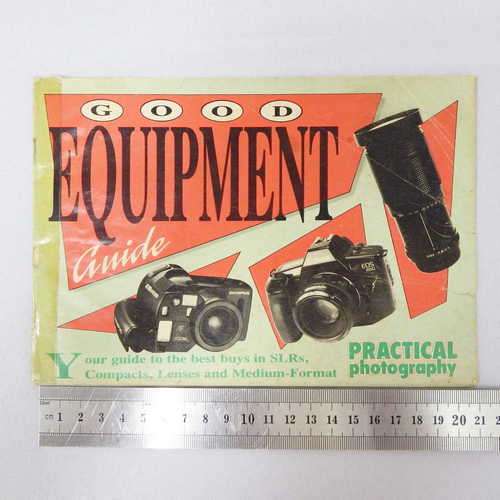 GOOD
EQUIPMENT
Guide
EOS
Your guide to the best buys in SLRs,
Compacts, Lenses and Medium-Format
PRACTICAL
photography
cm 1 2 3 4 5 6 7 8 9 10 11 12 13 14 15 16 17 18 19 20 21